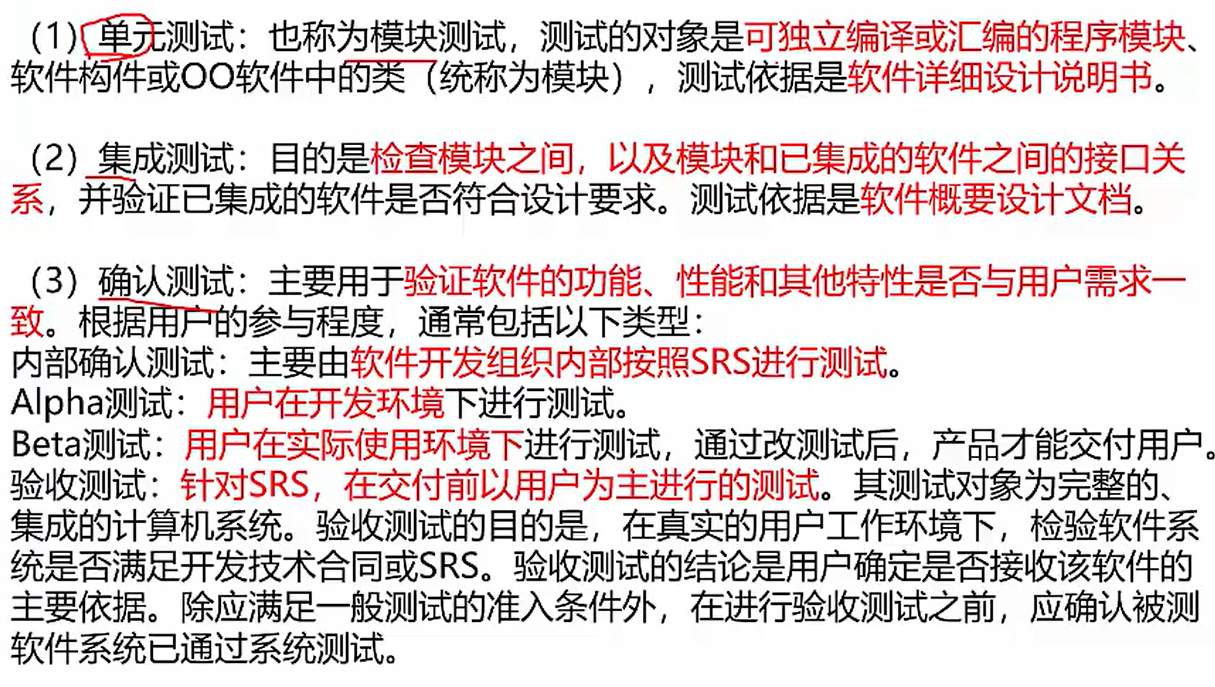 （1）单元测试：也称为模块测试，测试的对象是可独立编译或汇编的程序模块、
软件构件或OO软件中的类（统称为模块），测试依据是软件详细设计说明书。
（2）集成测试：目的是检查模块之间，以及模块和已集成的软件之间的接口关
系，并验证已集成的软件是否符合设计要求。测试依据是软件概要设计文档。
（3）确认测试：主要用于验证软件的功能、性能和其他特性是否与用户需求一
致。根据用户的参与程度，通常包括以下类型：
内部确认测试：主要由软件开发组织内部按照SRS进行测试。
Alpha测试：用户在开发环境下进行测试。
Beta测试：用户在实际使用环境下进行测试，通过改测试后，产品才能交付用户。
验收测试：针对SRS，在交付前以用户为主进行的测试。其测试对象为完整的、
集成的计算机系统。验收测试的目的是，在真实的用户工作环境下，检验软件系
统是否满足开发技术合同或SRS。验收测试的结论是用户确定是否接收该软件的
主要依据。除应满足一般测试的准入条件外，在进行验收测试之前，应确认被测
软件系统已通过系统测试。